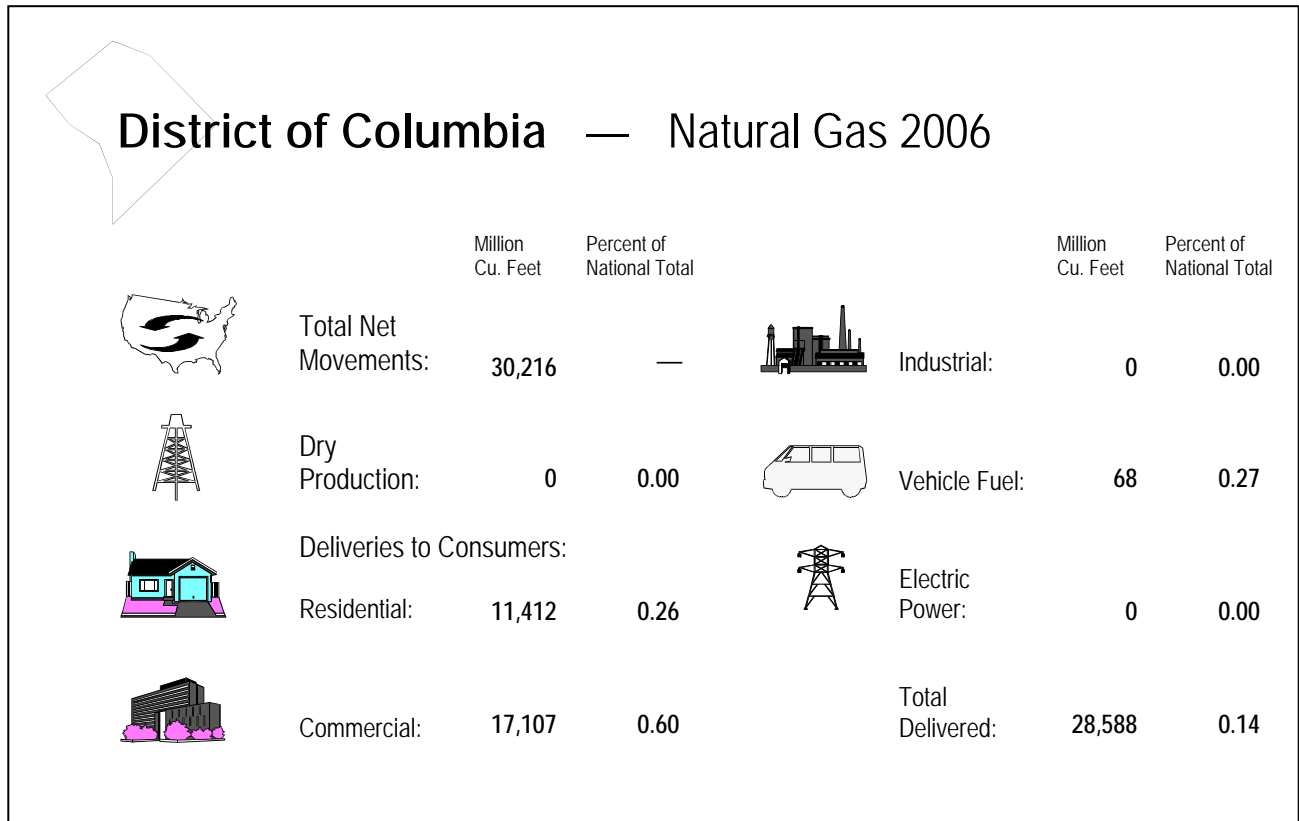 District of Columbia — Natural Gas 2006
Million Percent of Million Percent of
Cu. Feet National Total Cu. Feet National Total
Total Net
Movements: 30,216 — Industrial: 0 0.00
Dry
Production: 0 0.00 Vehicle Fuel: 68 0.27
Deliveries to Consumers:
Electric
Residential: 11,412 0.26 Power: 0 0.00
Total
Commercial: 17,107 0.60 Delivered: 28,588 0.14